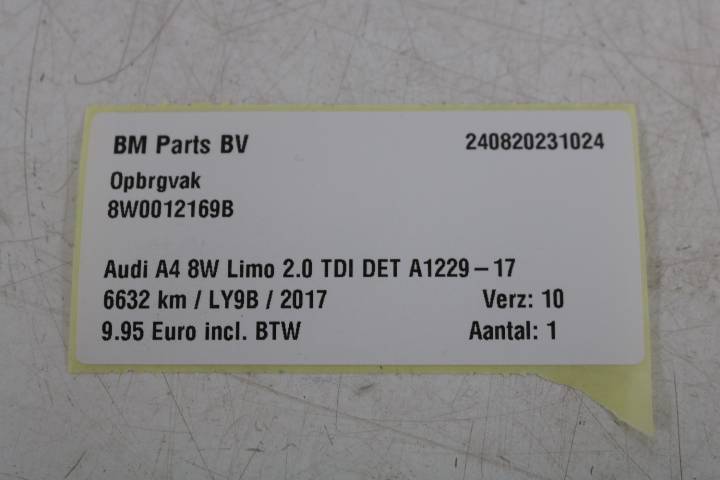 BM Parts BV 240820231024
Opbrgvak
8W0012169B
Audi A4 8W Limo 2.0 TDI DET A1229-17
6632 km / LY9B / 2017 Verz: 10
9.95 Euro incl. BTW Aantal: 1